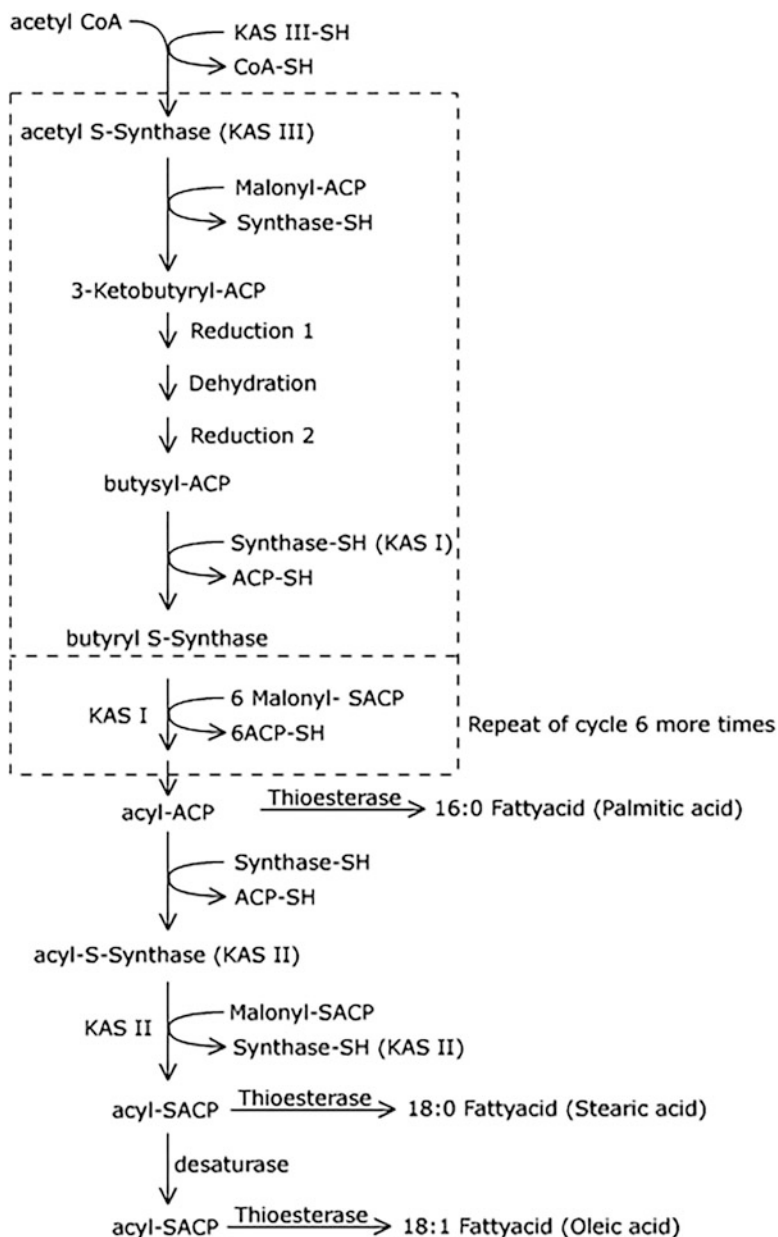 acetyl CoA
KAS III-SH
CoA-SH
acetyl S-Synthase (KAS III)
Malonyl-ACP
Synthase-SH
3-Ketobutyryl-ACP
Reduction 1
Dehydration
Reduction 2
butysyl-ACP
Synthase-SH (KAS I)
ACP-SH
butyryl S-Synthase
KAS I
6 Malonyl- SACP
6ACP-SH
Repeat of cycle 6 more times
acyl-ACP
Thioesterase
16:0 Fattyacid (Palmitic acid)
Synthase-SH
ACP-SH
acyl-S-Synthase (KAS II)
KAS II
Malonyl-SACP
Synthase-SH (KAS II)
acyl-SACP
Thioesterase
18:0 Fattyacid (Stearic acid)
desaturase
acyl-SACP
Thioesterase
18:1 Fattyacid (Oleic acid)